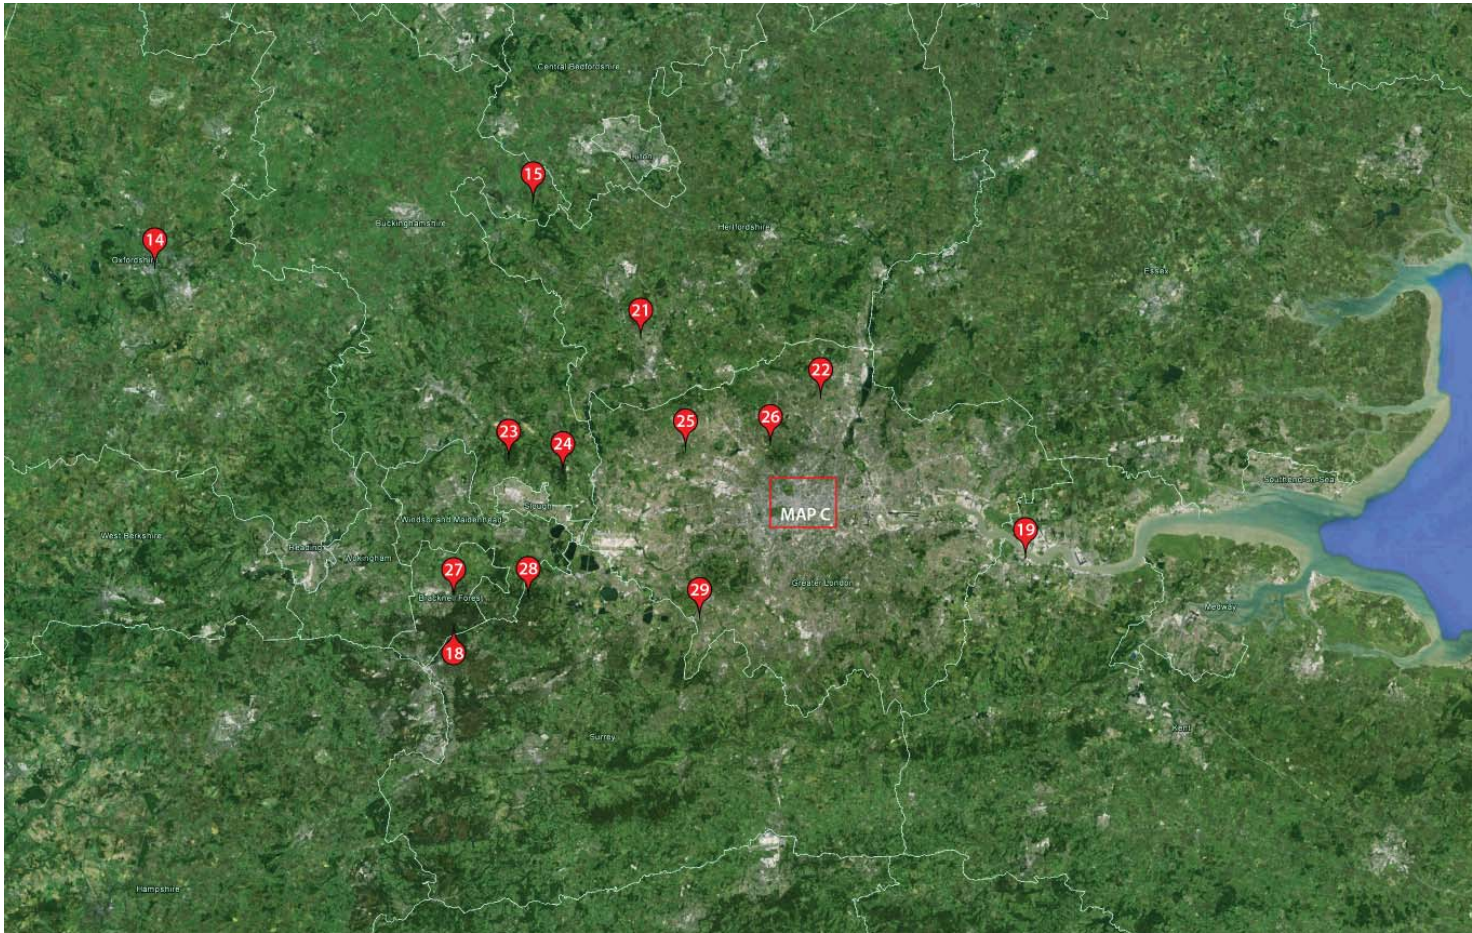 Central Bedfordshire
Luton
15
Buckinghamshire
Hertfordshire
14
Oxfordshire
Essex
21
22
25
26
23
24
Slough
MAP C
Southend-on-Sea
Windsor and Maidenhead
West Berkshire
Reading
Wokingham
19
27
28
Bracknell Forest
29
Greater London
Medway
18
Surrey
Kent
Hampshire